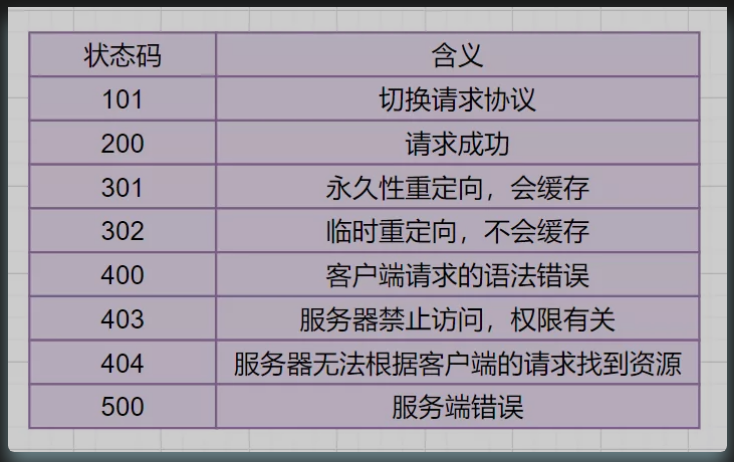 状态码 含义
101 切换请求协议
200 请求成功
301 永久性重定向，会缓存
302 临时重定向，不会缓存
400 客户端请求的语法错误
403 服务器禁止访问，权限有关
404 服务器无法根据客户端的请求找到资源
500 服务端错误